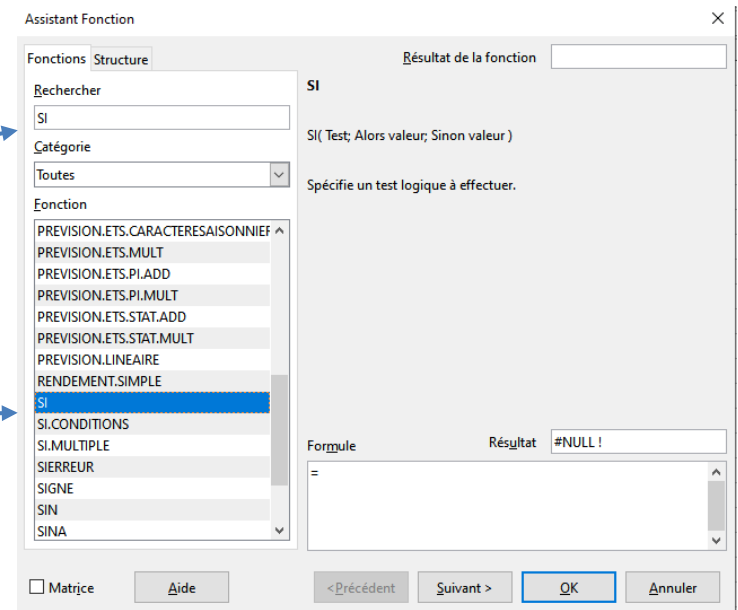 Assistant Fonction
Fonctions Structure
Résultat de la fonction
Rechercher
SI
SI
SI( Test; Alors valeur; Sinon valeur )
Catégorie
Toutes
Spécifie un test logique à effectuer.
Fonction
PREVISION.ETS.CARACTERESAISONNIER
PREVISION.ETS.MULT
PREVISION.ETS.PI.ADD
PREVISION.ETS.PI.MULT
PREVISION.ETS.STAT.ADD
PREVISION.ETS.STAT.MULT
PREVISION.LINEAIRE
RENDEMENT.SIMPLE
SI
SI.CONDITIONS
SI.MULTIPLE
SIERREUR
SIGNE
SIN
SINA
Formule
Résultat
#NULL !
=
Matrice
Aide
<Précédent
Suivant >
OK
Annuler